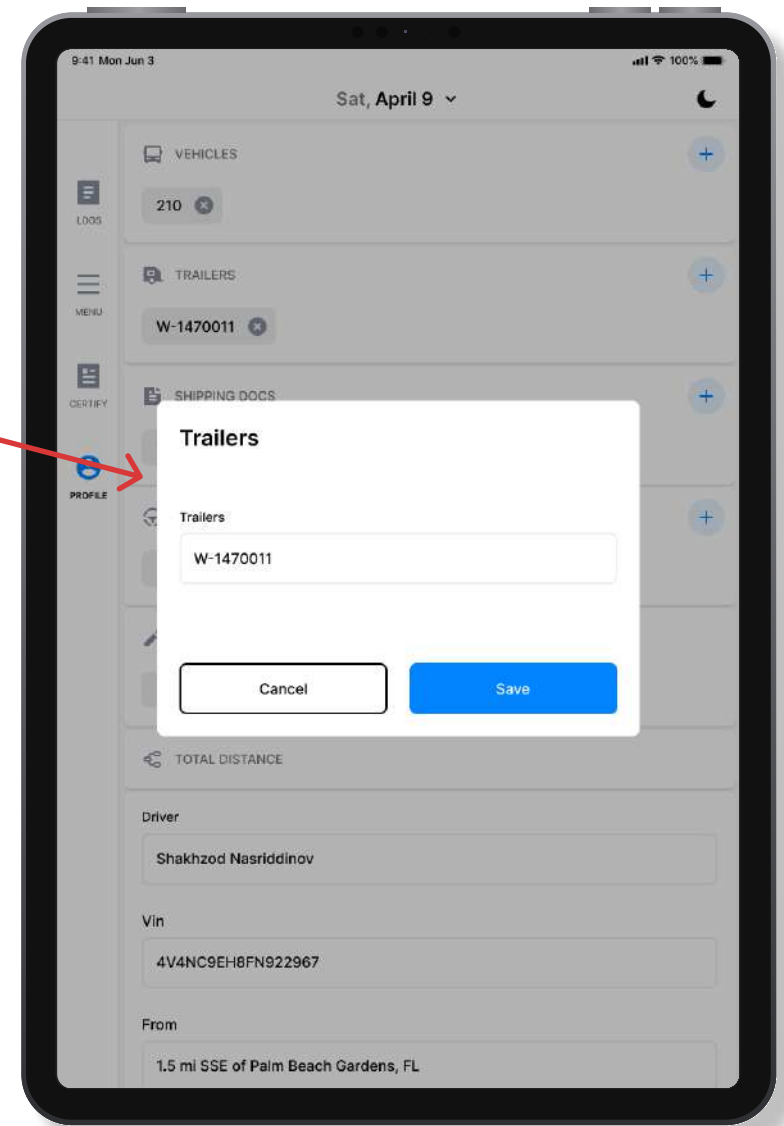 9:41 Mon Jun 3
100%
Sat, April 9
VEHICLES
210
LOGS
TRAILERS
MENU
W-1470011
SHIPPING DOCS
CERTIFY
Trailers
PROFILE
Trailers
W-1470011
Cancel
Save
TOTAL DISTANCE
Driver
Shakhzod Nasriddinov
Vin
4V4NC9EH8FN922967
From
1.5 mi SSE of Palm Beach Gardens, FL